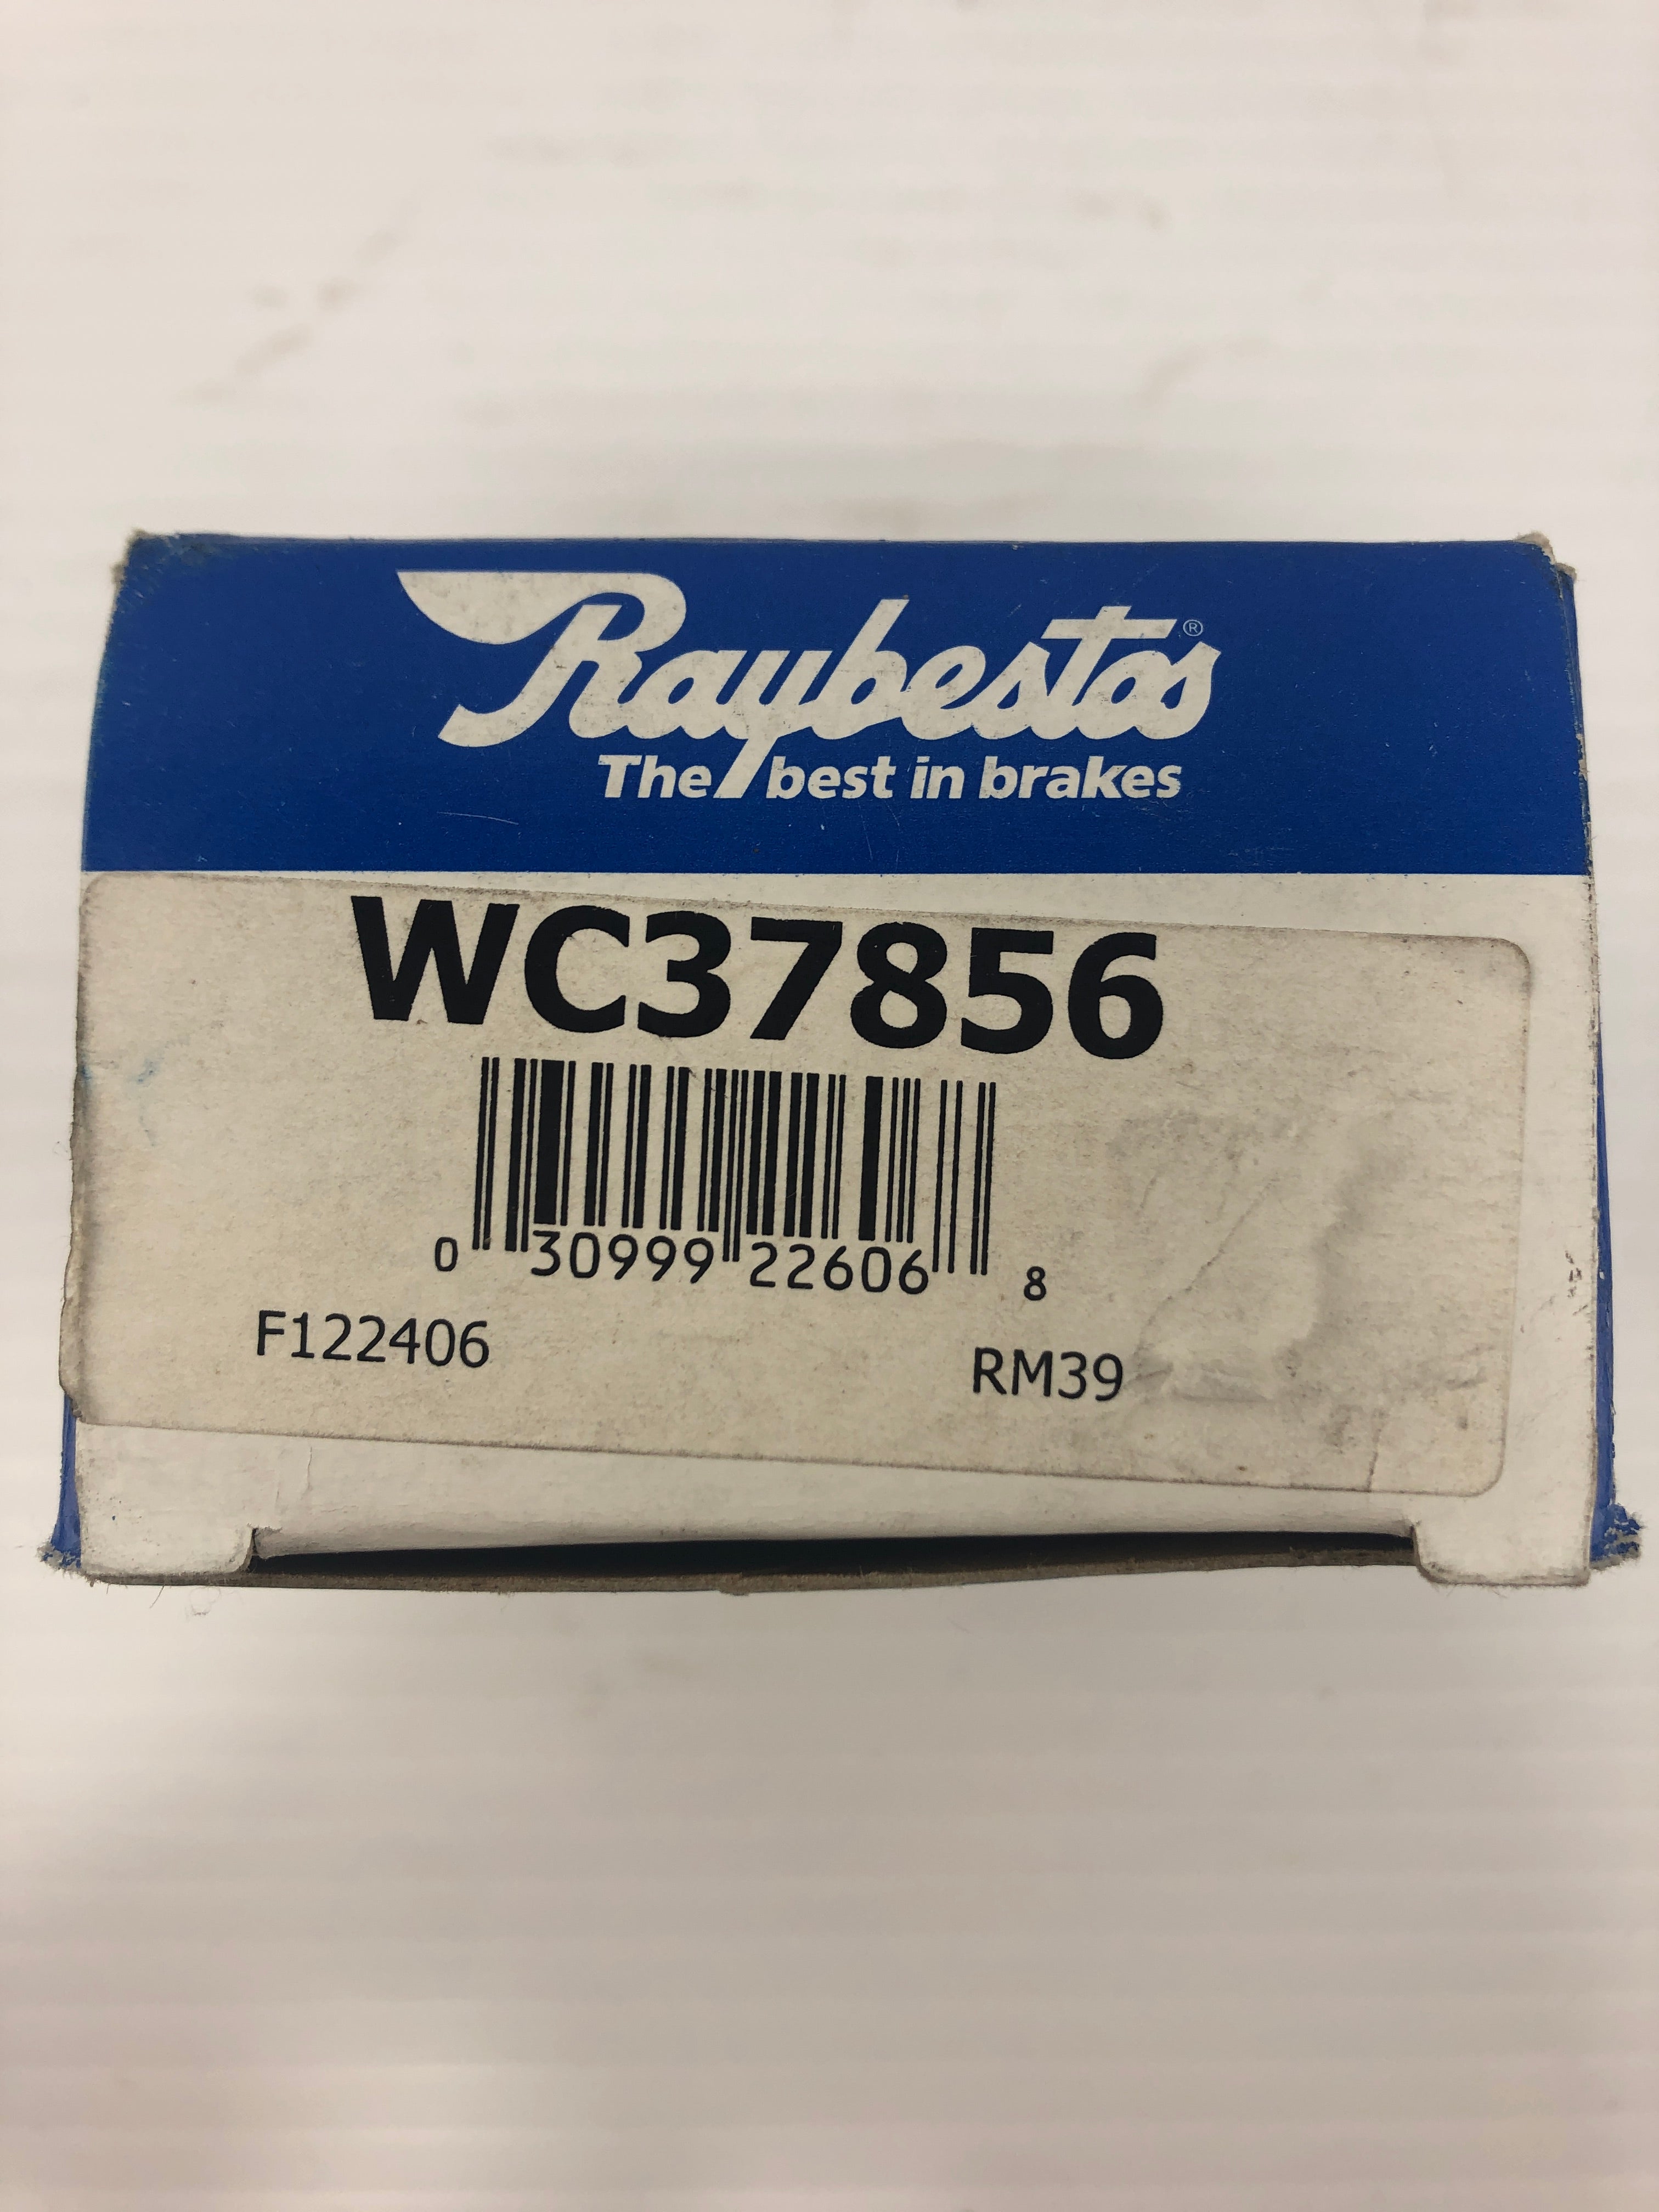 Raybestos®
The best in brakes
WC37856
0 30999 22606 8
F122406 RM39